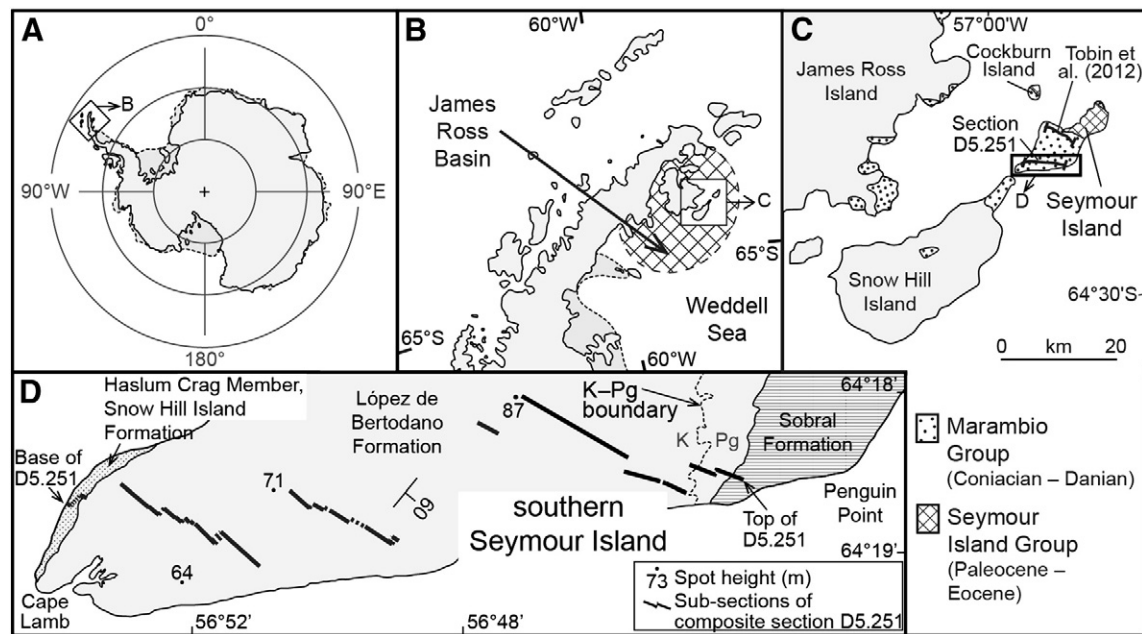 A
0°
B
90°W
90°E
180°
B
60°W
James
Ross
Basin
C
65°S
Weddell
Sea
65°S
60°W
C
57°00'W
Cockburn
Island
Tobin et
al. (2012)
James Ross
Island
Section
D5.251
D
Seymour
Island
Snow Hill
Island
64°30'S
0 km 20
D
Haslum Crag Member,
Snow Hill Island
Formation
Base of
D5.251
López de
Bertodano
Formation
87
K–Pg
boundary
K Pg
64°18'
Sobral
Formation
71
09
southern
Seymour Island
Penguin
Point
Top of
D5.251
64°19'
64
Cape
Lamb
56°52'
56°48'
73 Spot height (m)
Sub-sections of
composite section D5.251
Marambio
Group
(Coniacian – Danian)
Seymour
Island Group
(Paleocene –
Eocene)